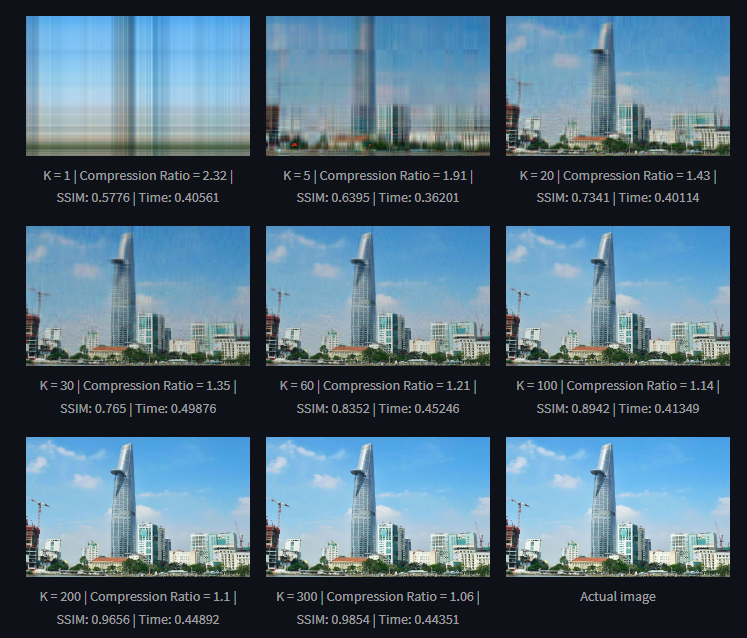 K = 1 | Compression Ratio = 2.32 |
SSIM: 0.5776 | Time: 0.40561
K = 5 | Compression Ratio = 1.91 |
SSIM: 0.6395 | Time: 0.36201
K = 20 | Compression Ratio = 1.43 |
SSIM: 0.7341 | Time: 0.40114
K = 30 | Compression Ratio = 1.35 |
SSIM: 0.765 | Time: 0.49876
K = 60 | Compression Ratio = 1.21 |
SSIM: 0.8352 | Time: 0.45246
K = 100 | Compression Ratio = 1.14 |
SSIM: 0.8942 | Time: 0.41349
K = 200 | Compression Ratio = 1.1 |
SSIM: 0.9656 | Time: 0.44892
K = 300 | Compression Ratio = 1.06 |
SSIM: 0.9854 | Time: 0.44351
Actual image